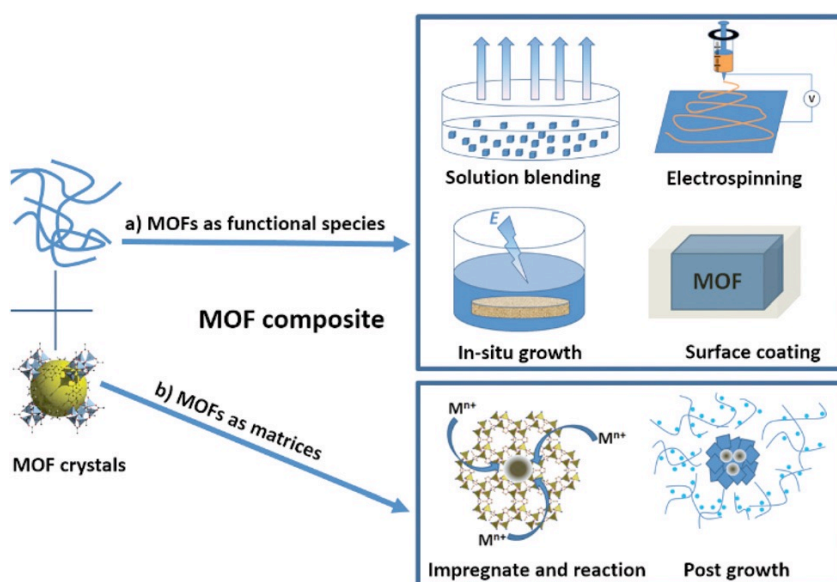 Solution blending
Electrospinning
V
a) MOFs as functional species
E
MOF
In-situ growth
Surface coating
MOF composite
MOF crystals
b) MOFs as matrices
Mⁿ⁺
Mⁿ⁺
Mⁿ⁺
Impregnate and reaction
Post growth